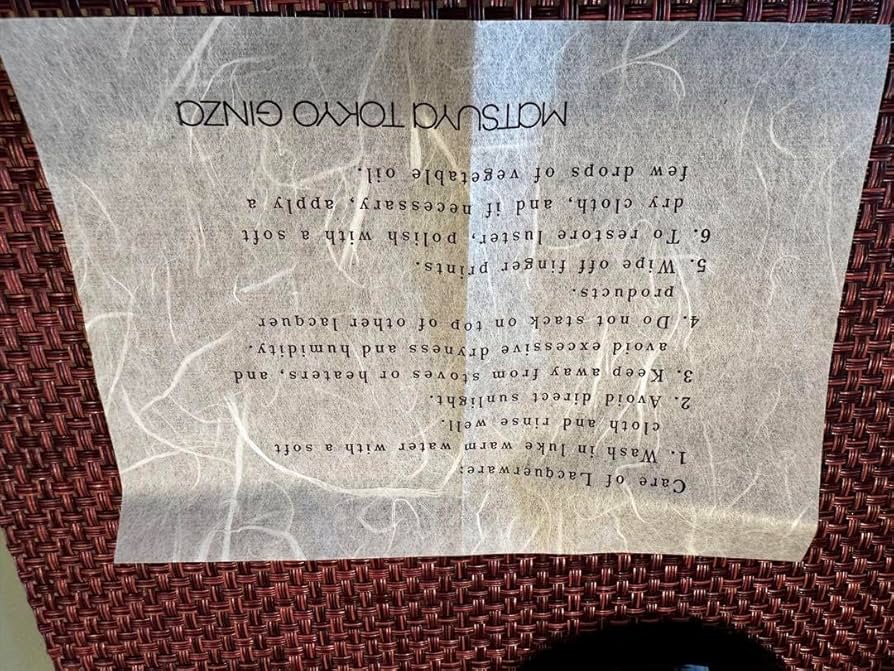 Care of Lacquerware:
1. Wash in luke warm water with a soft
cloth and rinse well.
2. Avoid direct sunlight.
3. Keep away from stoves or heaters, and
avoid excessive dryness and humidity.
4. Do not stack on top of other lacquer
products.
5. Wipe off finger prints.
6. To restore luster, polish with a soft
dry cloth, and if necessary, apply a
few drops of vegetable oil.
MATSUYA TOKYO GINZA